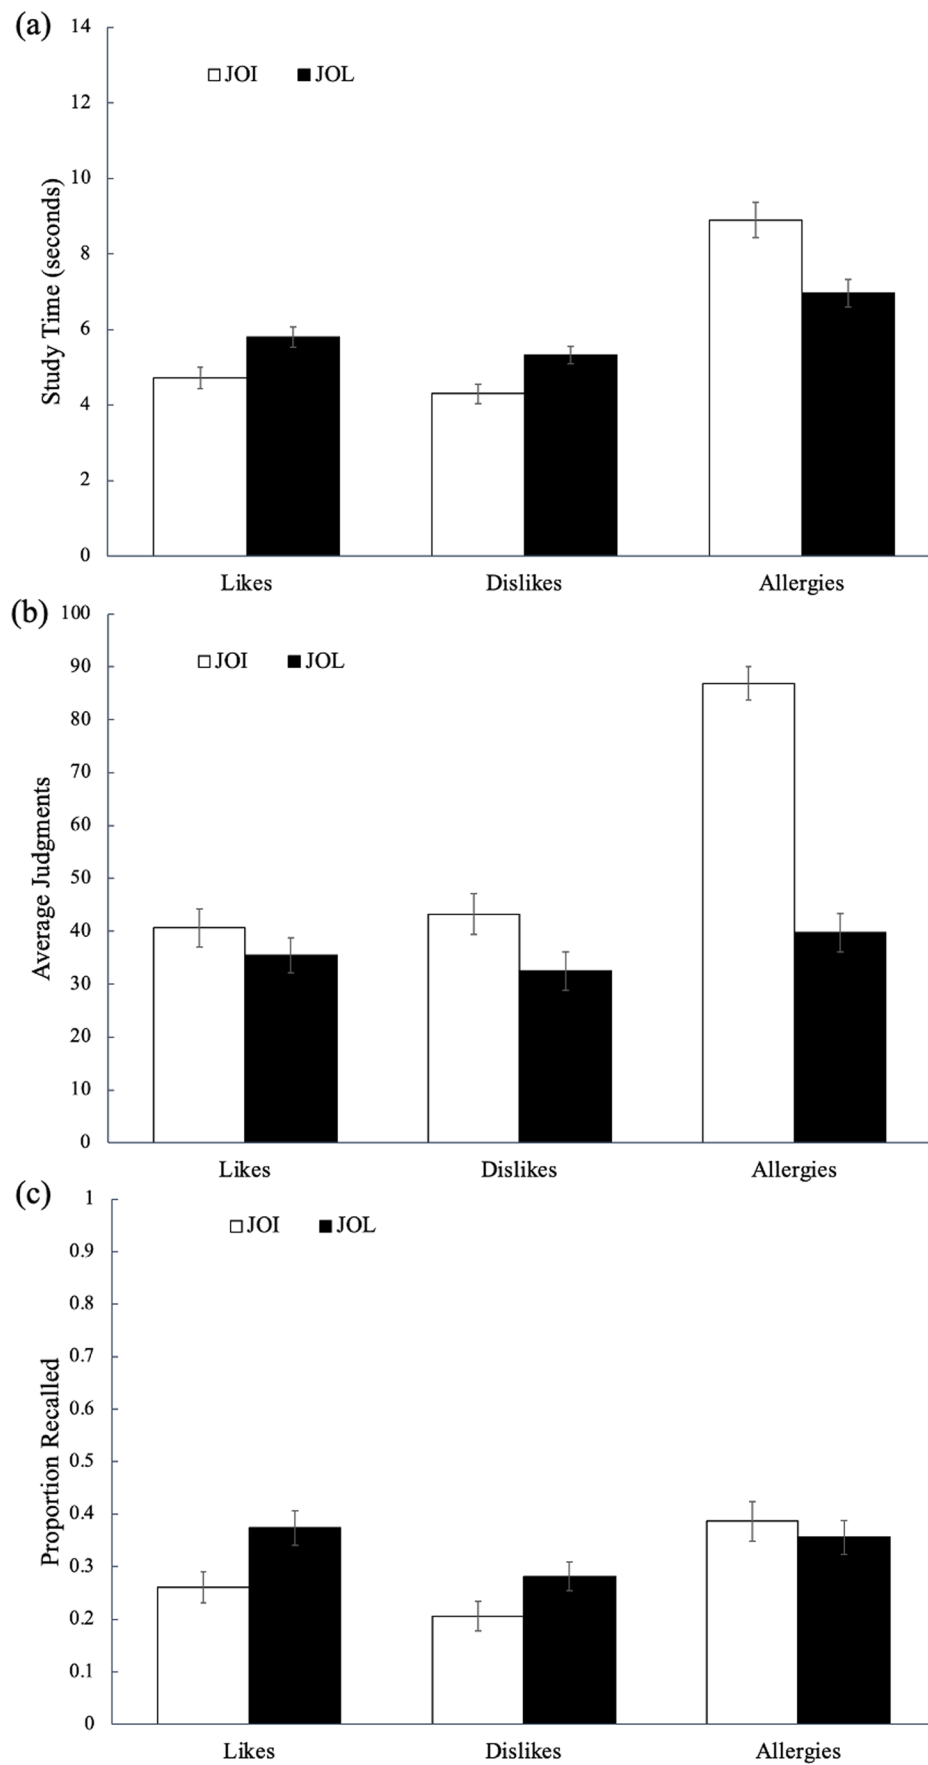 (a)
14
12
10
8
6
4
2
0
Study Time (seconds)
JOI JOL
Likes Dislikes Allergies
(b)
100
90
80
70
60
50
40
30
20
10
0
Average Judgments
JOI JOL
Likes Dislikes Allergies
(c)
1
0.9
0.8
0.7
0.6
0.5
0.4
0.3
0.2
0.1
0
Proportion Recalled
JOI JOL
Likes Dislikes Allergies